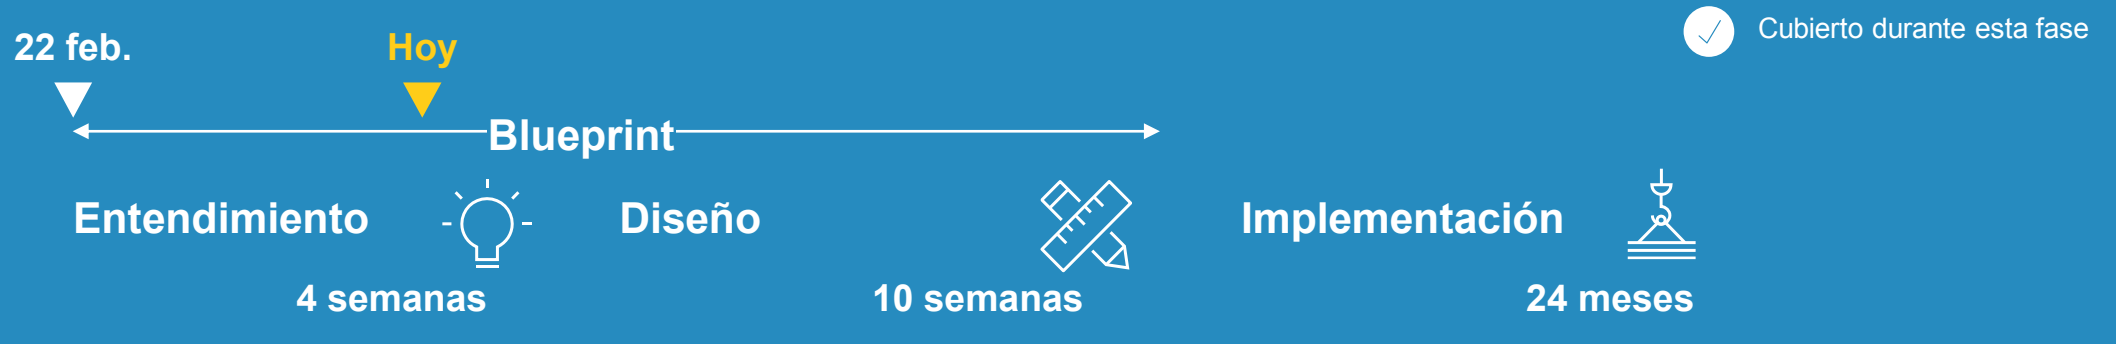 22 feb.
Hoy
Cubierto durante esta fase
Blueprint
Entendimiento
Diseño
Implementación
4 semanas
10 semanas
24 meses